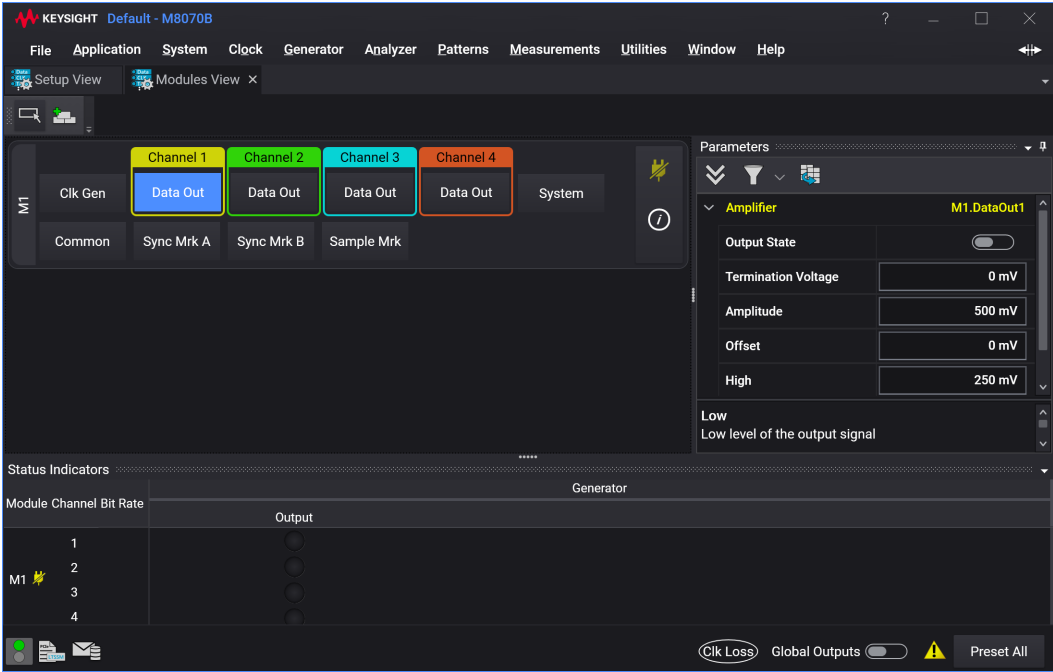 KEYSIGHT Default - M8070B ?
File Application System Clock Generator Analyzer Patterns Measurements Utilities Window Help
Setup View Modules View
Channel 1 Channel 2 Channel 3 Channel 4
M1 Clk Gen Data Out Data Out Data Out Data Out System
Common Sync Mrk A Sync Mrk B Sample Mrk
Parameters
Amplifier M1.DataOut1
Output State
Termination Voltage 0 mV
Amplitude 500 mV
Offset 0 mV
High 250 mV
Low
Low level of the output signal
Status Indicators
Module Channel Bit Rate Generator
Output
M1
1
2
3
4
Clk Loss Global Outputs Preset All